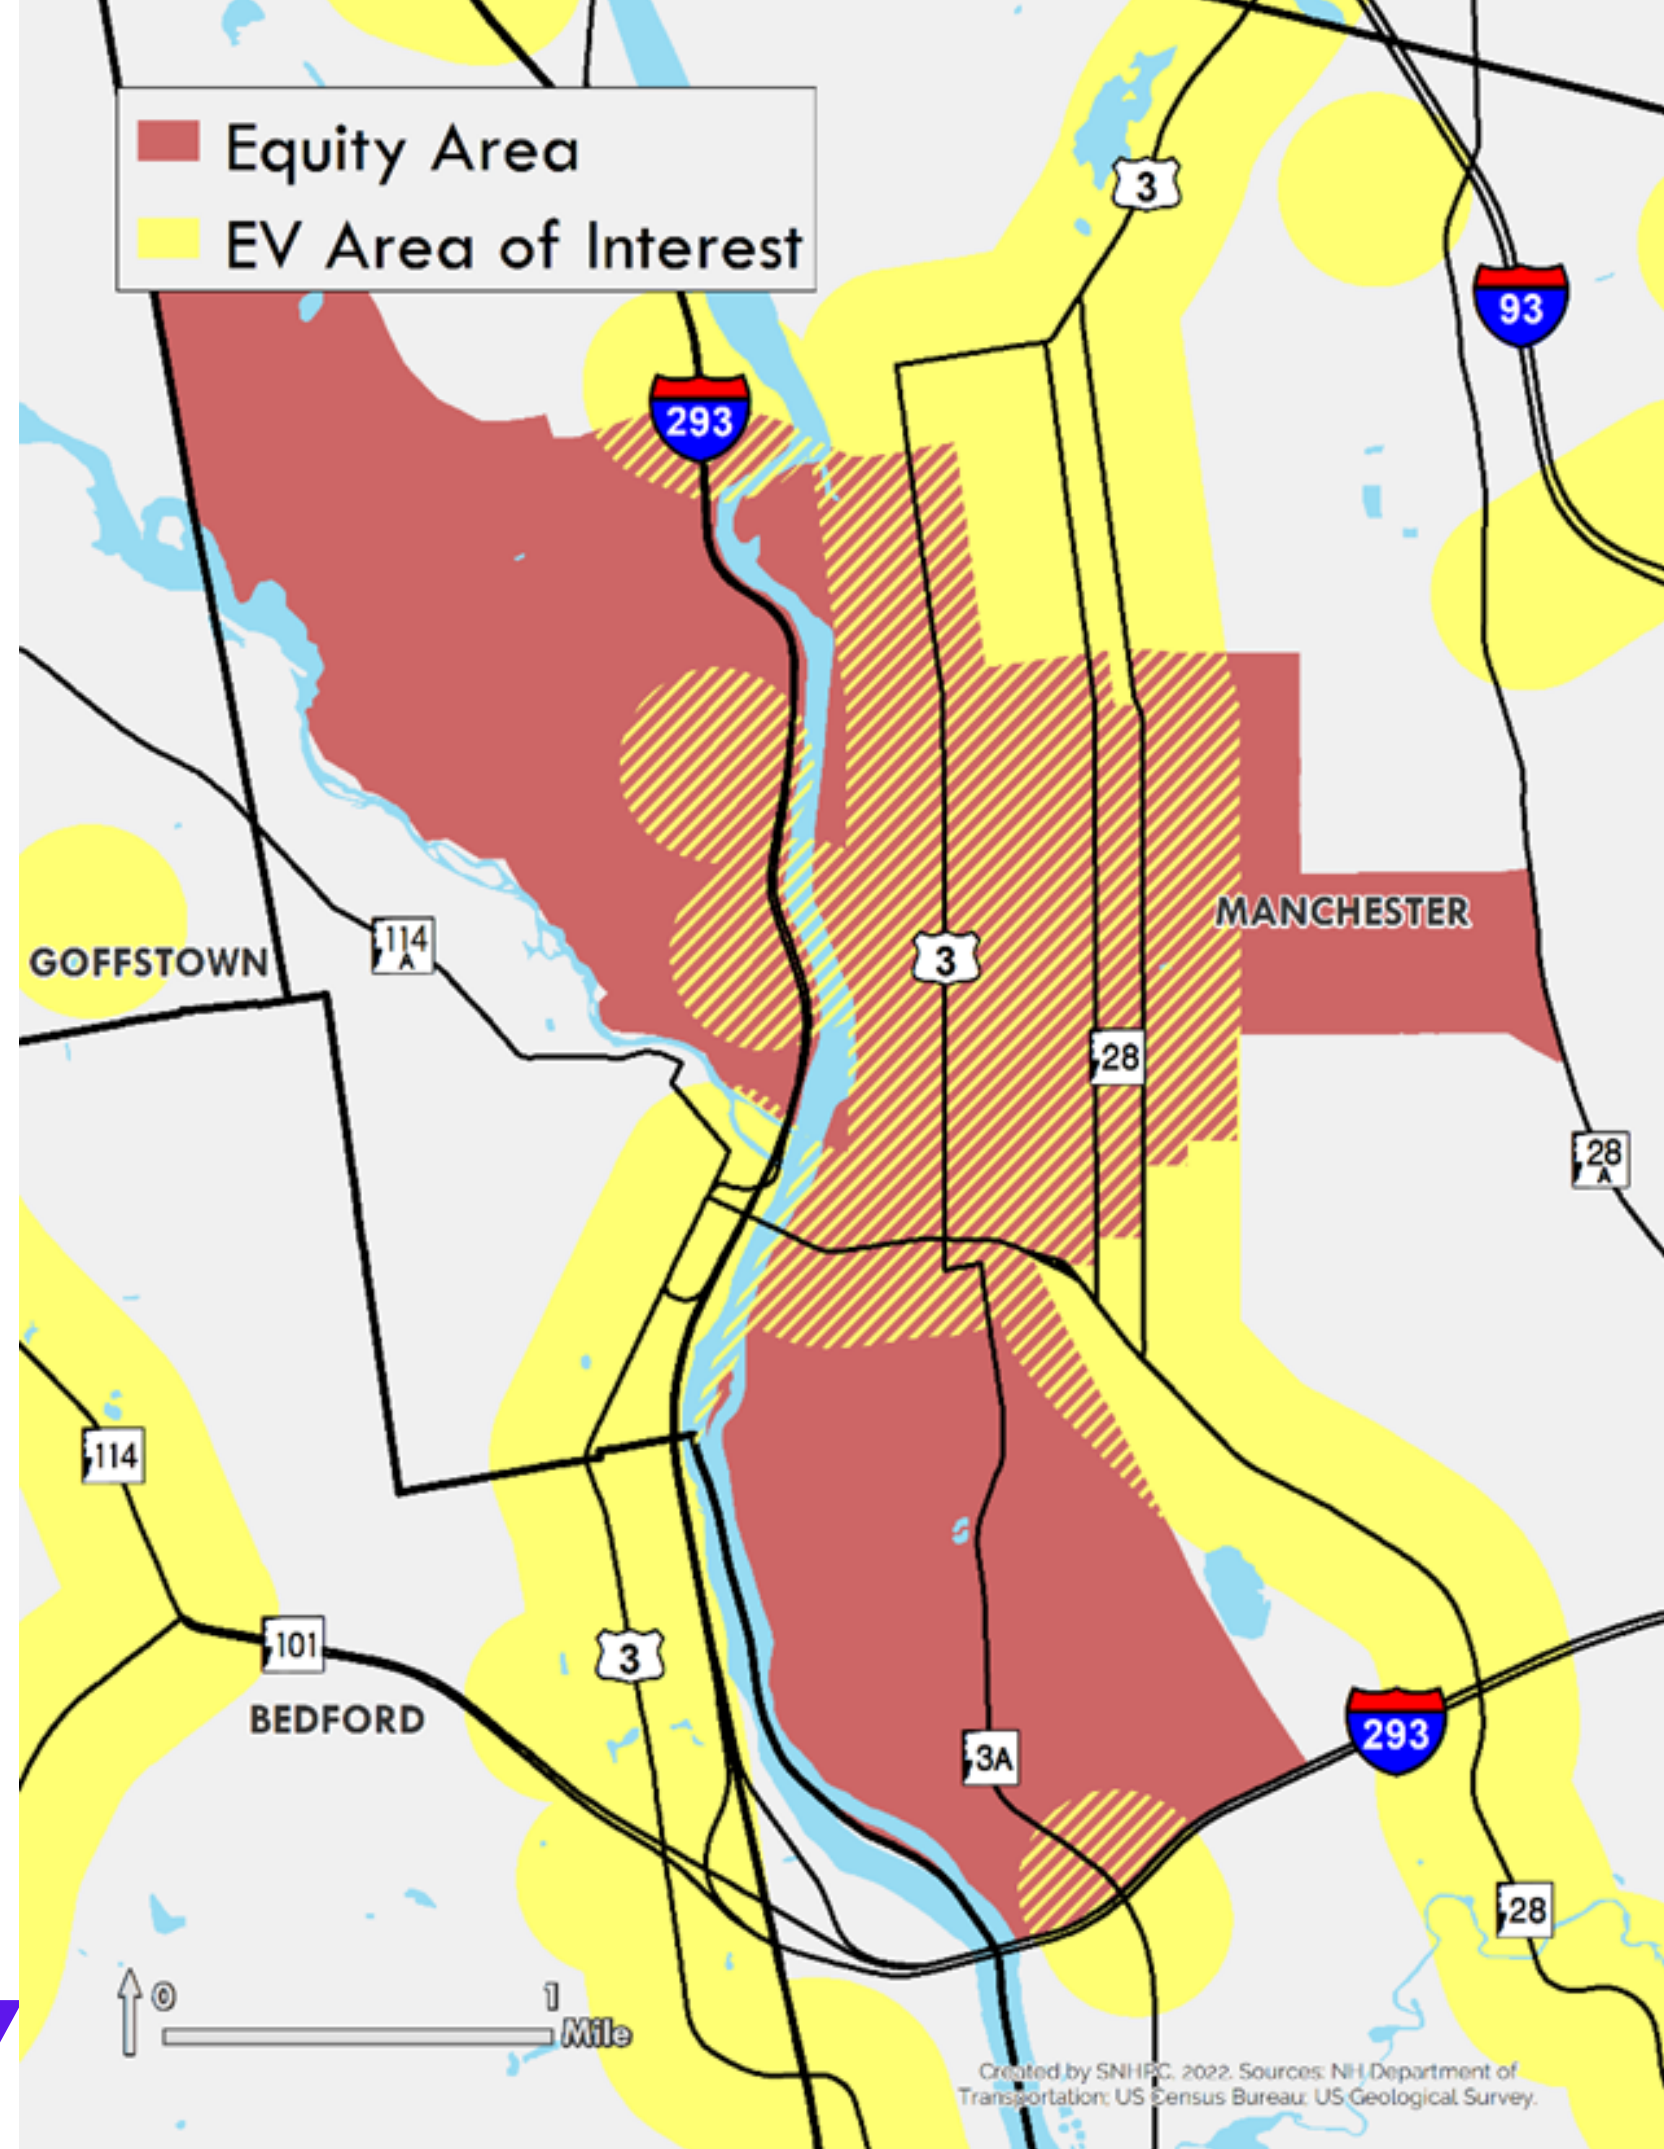 Equity Area
EV Area of Interest
3
93
293
MANCHESTER
114
A
GOFFSTOWN
3
28
28
A
114
101
3
BEDFORD
293
3A
28
0
1
Mile
Created by SNHPC. 2022. Sources: NH Department of
Transportation; US Census Bureau; US Geological Survey.